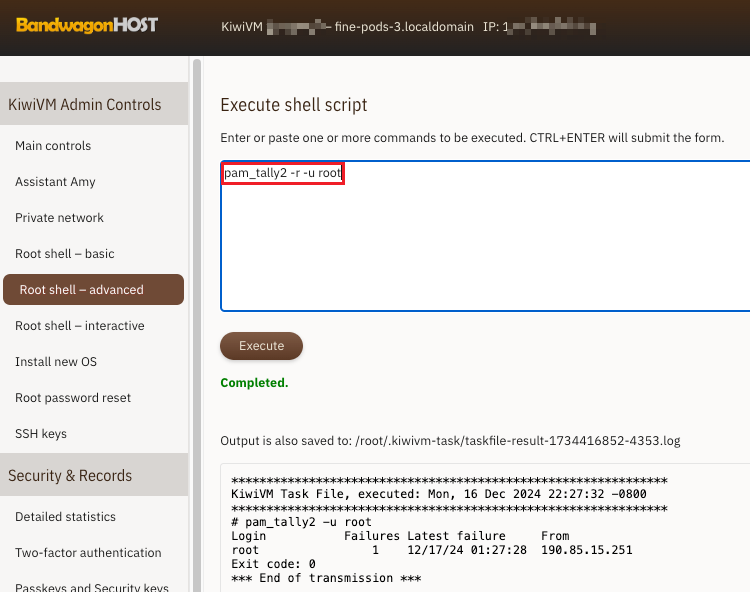 BandwagonHOST
KiwiVM – fine-pods-3.localdomain IP: 1
KiwiVM Admin Controls
Main controls
Assistant Amy
Private network
Root shell – basic
Root shell – advanced
Root shell – interactive
Install new OS
Root password reset
SSH keys
Security & Records
Detailed statistics
Two-factor authentication
Passkeys and Security keys
Execute shell script
Enter or paste one or more commands to be executed. CTRL+ENTER will submit the form.
pam_tally2 -r -u root
Execute
Completed.
Output is also saved to: /root/.kiwivm-task/taskfile-result-1734416852-4353.log
**************************************************************
KiwiVM Task File, executed: Mon, 16 Dec 2024 22:27:32 -0800
**************************************************************
# pam_tally2 -u root
Login Failures Latest failure From
root 1 12/17/24 01:27:28 190.85.15.251
Exit code: 0
*** End of transmission ***